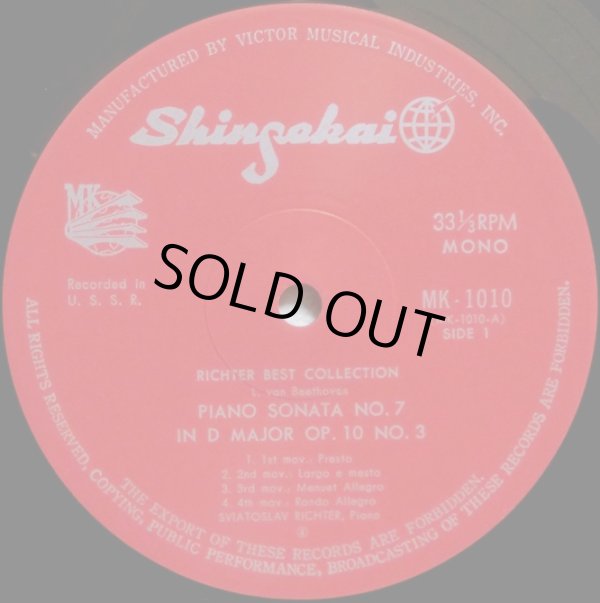 MANUFACTURED BY VICTOR MUSICAL INDUSTRIES, INC.
Shinsekai
MK
33⅓RPM
MONO
Recorded in
U. S. S. R.
MK-1010
K-1010-A)
SIDE 1
SOLD OUT
RICHTER BEST COLLECTION
L. van Beethoven
PIANO SONATA NO. 7
IN D MAJOR OP. 10 NO. 3
1. 1st mov.: Presto
2. 2nd mov.: Largo e mesto
3. 3rd mov.: Menuet Allegro
4. 4th mov.: Rondo Allegro
SVIATOSLAV RICHTER, Piano
ALL RIGHTS RESERVED, COPYING, PUBLIC PERFORMANCE, BROADCASTING OF THESE RECORDS ARE FORBIDDEN.
THE EXPORT OF THESE RECORDS ARE FORBIDDEN.